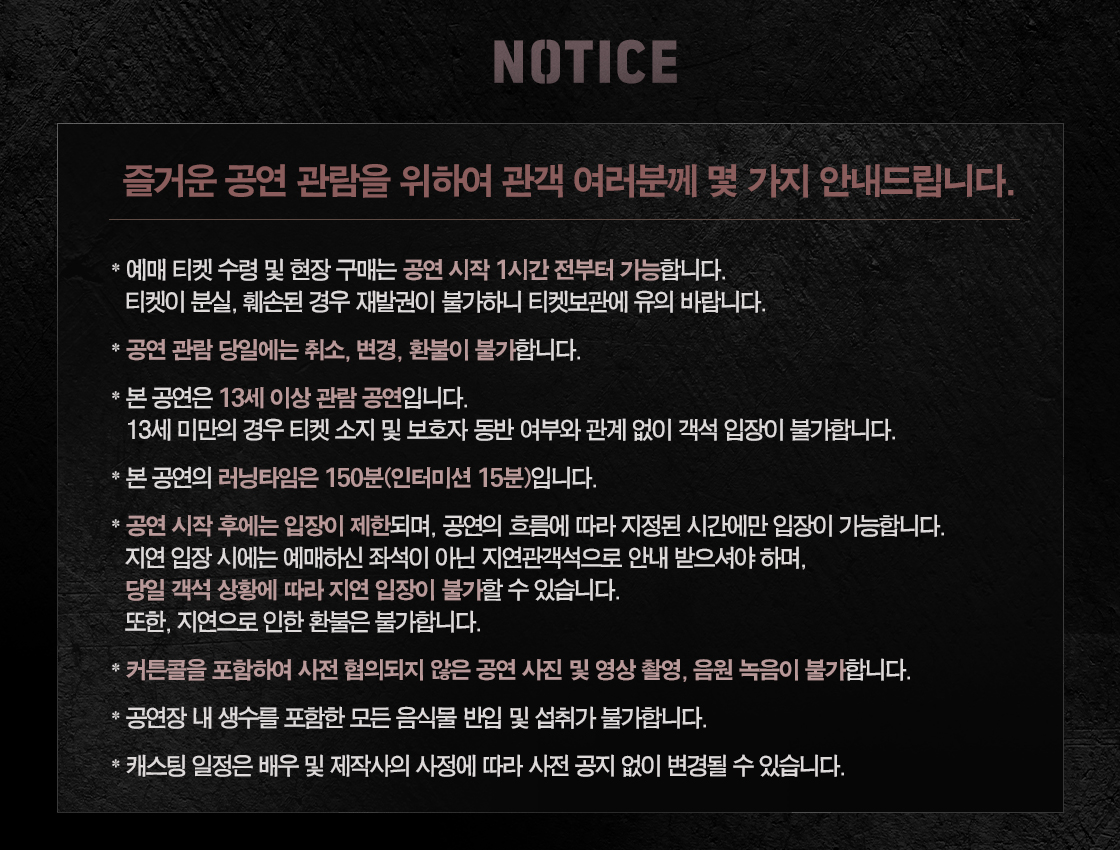 NOTICE
즐거운 공연 관람을 위하여 관객 여러분께 몇 가지 안내드립니다.
* 예매 티켓 수령 및 현장 구매는 공연 시작 1시간 전부터 가능합니다.
티켓이 분실, 훼손된 경우 재발권이 불가하니 티켓보관에 유의 바랍니다.
* 공연 관람 당일에는 취소, 변경, 환불이 불가합니다.
* 본 공연은 13세 이상 관람 공연입니다.
13세 미만의 경우 티켓 소지 및 보호자 동반 여부와 관계 없이 객석 입장이 불가합니다.
* 본 공연의 러닝타임은 150분(인터미션 15분)입니다.
* 공연 시작 후에는 입장이 제한되며, 공연의 흐름에 따라 지정된 시간에만 입장이 가능합니다.
지연 입장 시에는 예매하신 좌석이 아닌 지연관객석으로 안내 받으셔야 하며,
당일 객석 상황에 따라 지연 입장이 불가할 수 있습니다.
또한, 지연으로 인한 환불은 불가합니다.
* 커튼콜을 포함하여 사전 협의되지 않은 공연 사진 및 영상 촬영, 음원 녹음이 불가합니다.
* 공연장 내 생수를 포함한 모든 음식물 반입 및 섭취가 불가합니다.
* 캐스팅 일정은 배우 및 제작사의 사정에 따라 사전 공지 없이 변경될 수 있습니다.